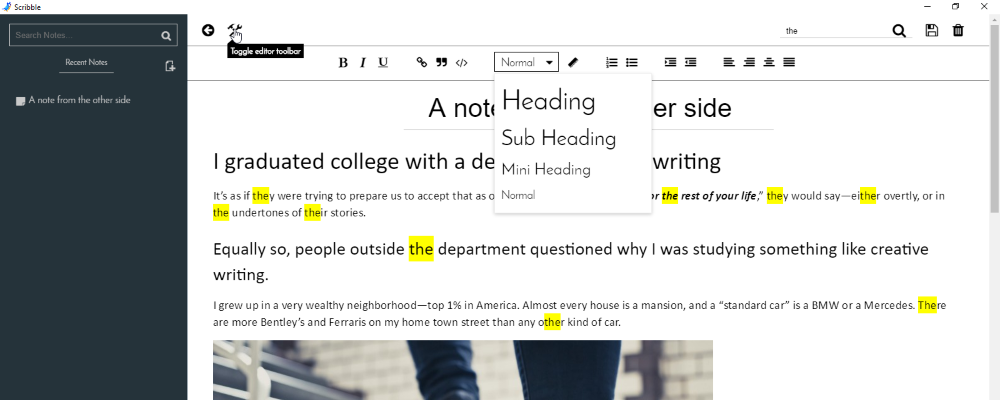 Scribble
Search Notes...
Recent Notes
A note from the other side
the
Toggle editor toolbar
B I U </> Normal
Heading
Sub Heading
Mini Heading
Normal
A note er side
I graduated college with a de writing
It's as if they were trying to prepare us to accept that as o r the rest of your life," they would say—either overtly, or in
the undertones of their stories.
Equally so, people outside the department questioned why I was studying something like creative
writing.
I grew up in a very wealthy neighborhood—top 1% in America. Almost every house is a mansion, and a “standard car” is a BMW or a Mercedes. There
are more Bentley's and Ferraris on my home town street than any other kind of car.